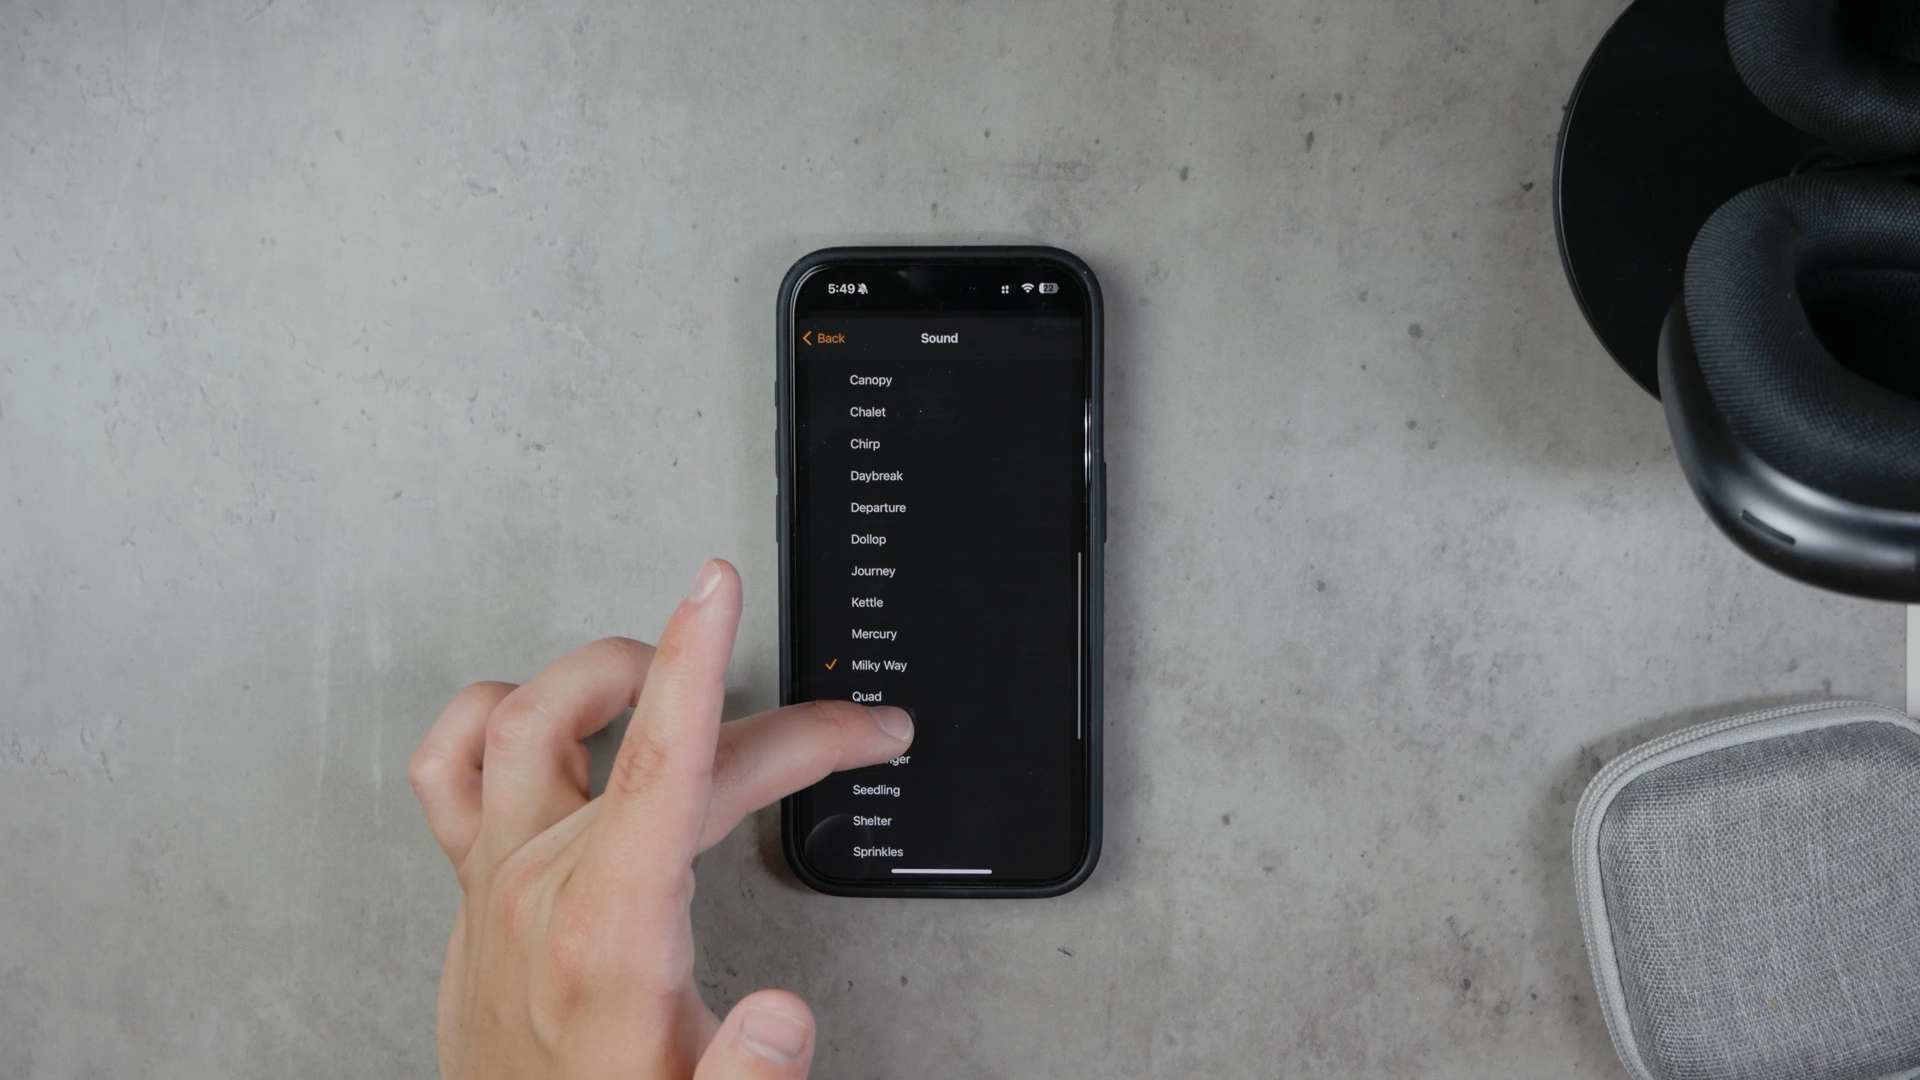 5:49
22
Back
Sound
Canopy
Chalet
Chirp
Daybreak
Departure
Dollop
Journey
Kettle
Mercury
Milky Way
Quad
Seedling
Shelter
Sprinkles